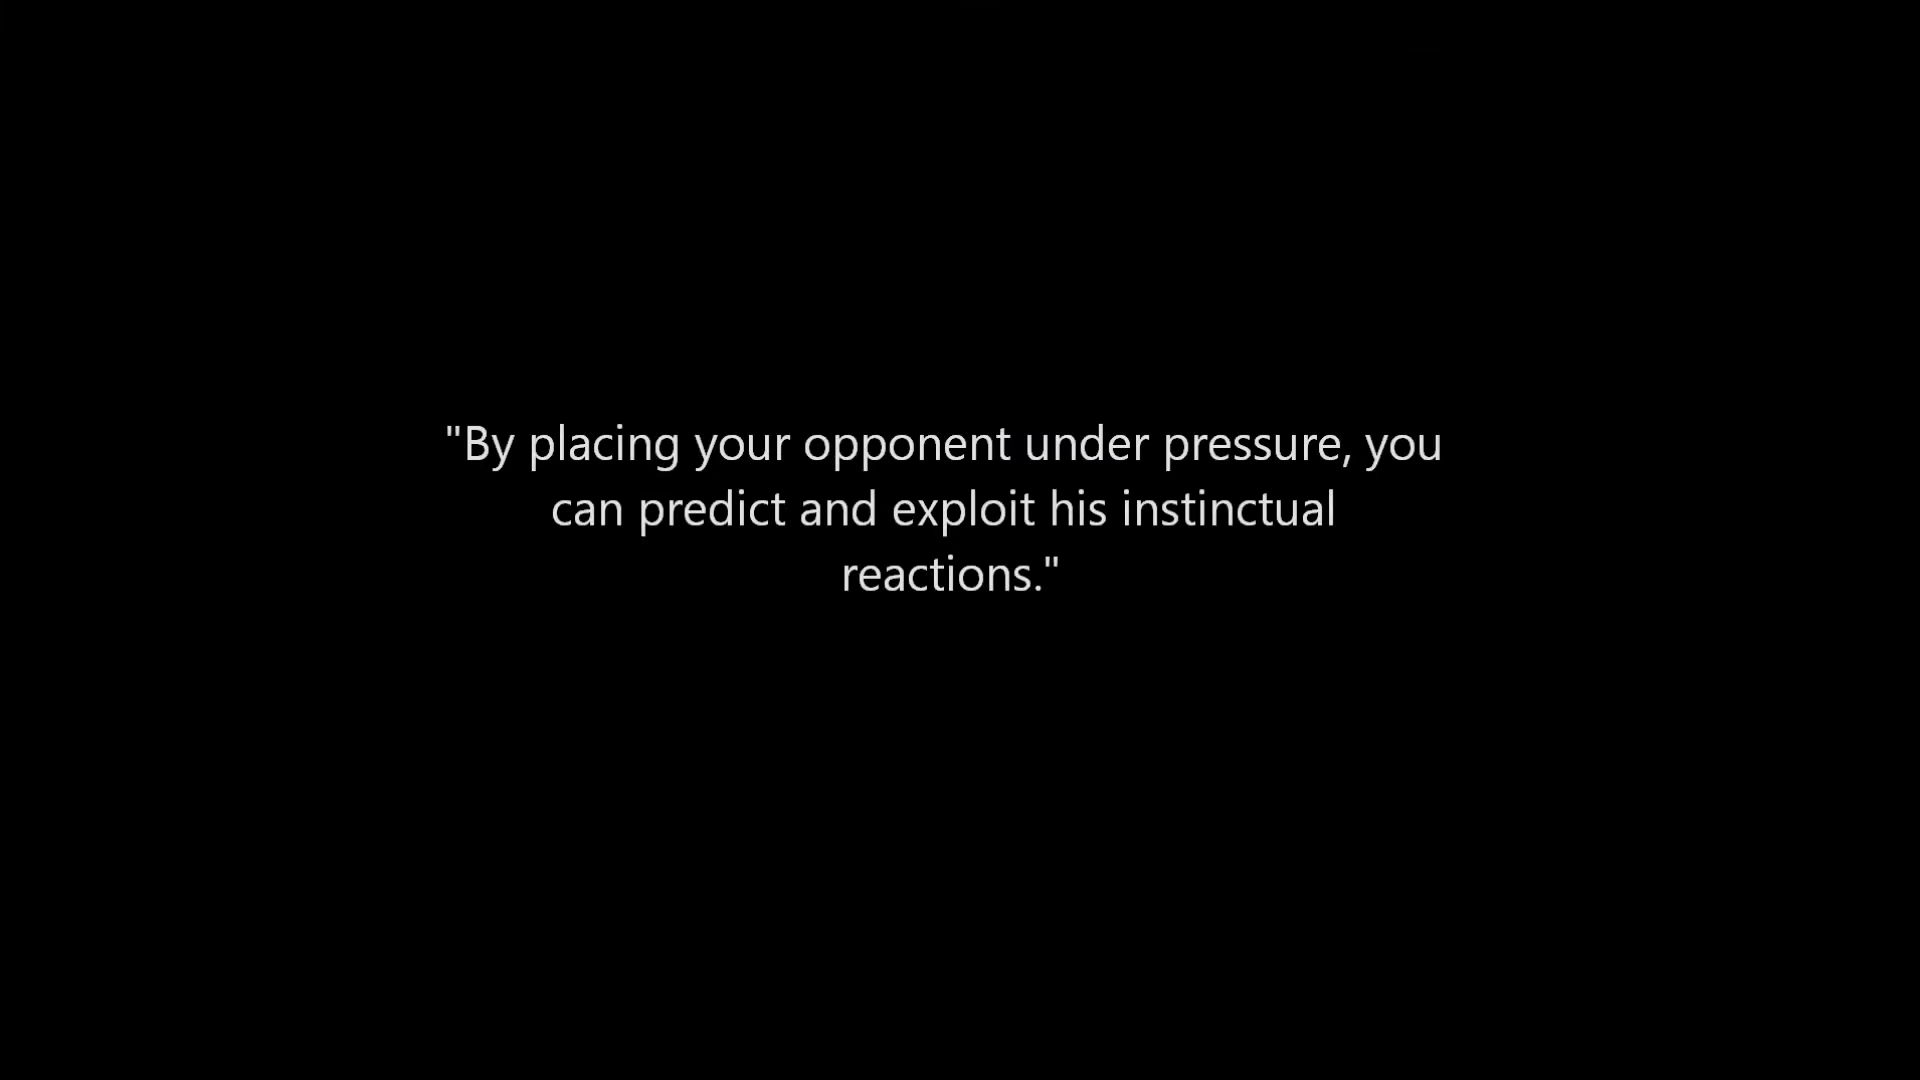 "By placing your opponent under pressure, you
can predict and exploit his instinctual
reactions."